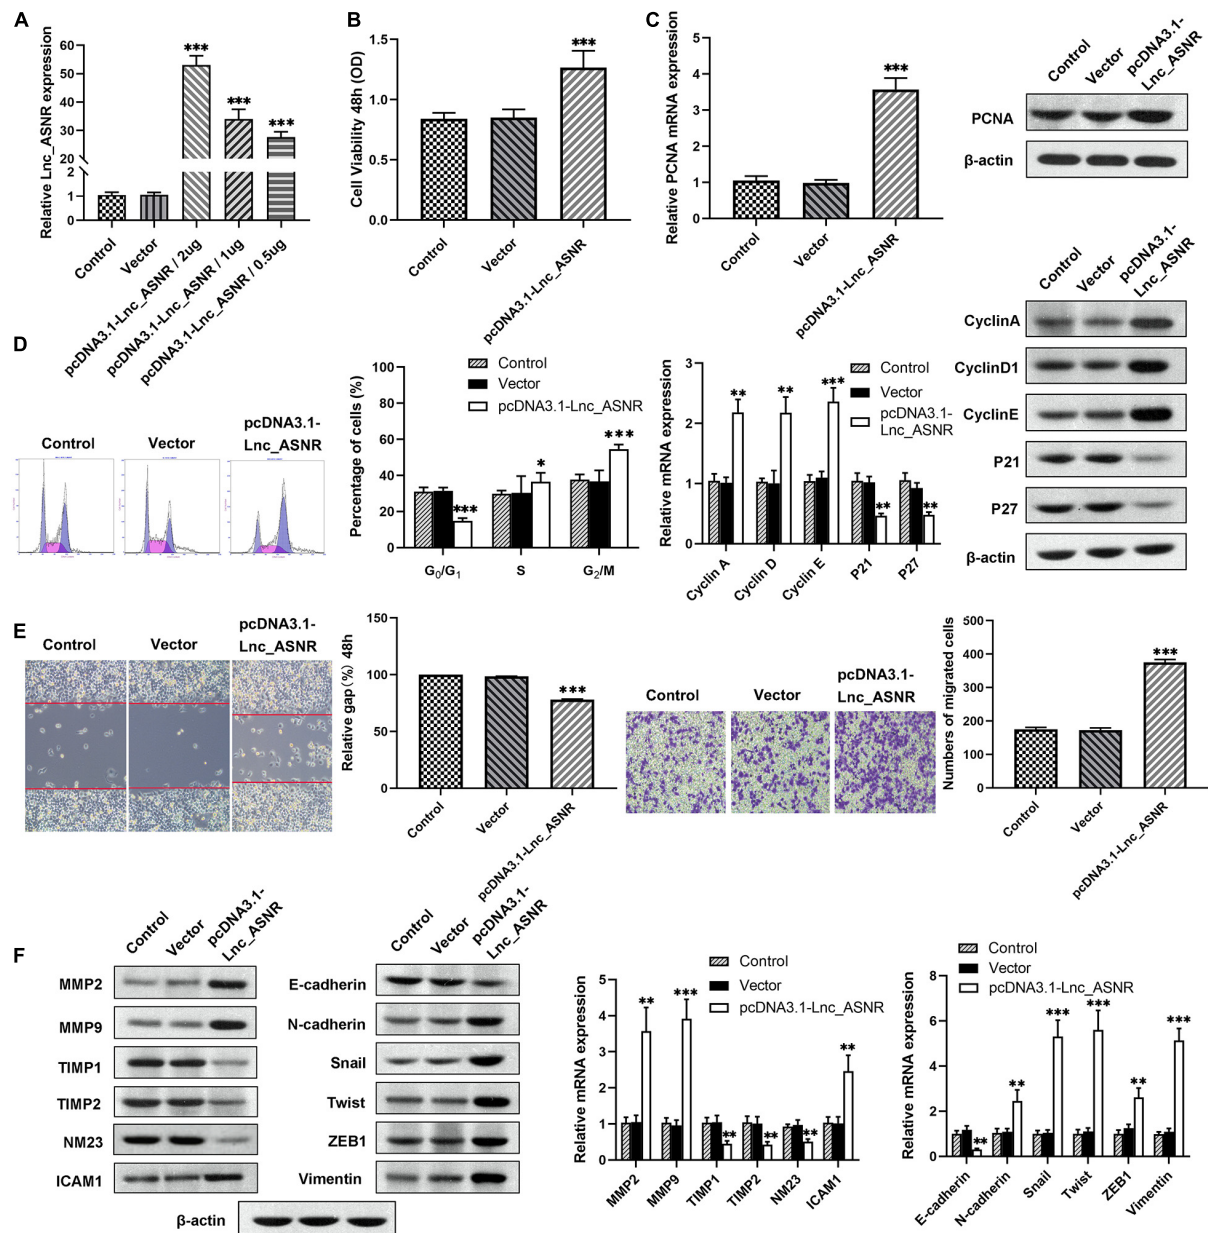 A
Relative Lnc_ASNR expression
60
50
40
30
20
2
1
0
***
***
***
Control
Vector
pcDNA3.1-Lnc_ASNR / 2ug
pcDNA3.1-Lnc_ASNR / 1ug
pcDNA3.1-Lnc_ASNR / 0.5ug
B
Cell Viability 48h (OD)
1.5
1.0
0.5
0.0
***
Control
Vector
pcDNA3.1-Lnc_ASNR
C
Relative PCNA mRNA expression
5
4
3
2
1
0
***
Control
Vector
pcDNA3.1-Lnc_ASNR
Control
Vector
pcDNA3.1-
Lnc_ASNR
PCNA
β-actin
D
Control
Vector
pcDNA3.1-
Lnc_ASNR
Percentage of cells (%)
100
80
60
40
20
0
Control
Vector
pcDNA3.1-Lnc_ASNR
***
*
***
G0/G1
S
G2/M
Relative mRNA expression
3
2
1
0
Control
Vector
pcDNA3.1-
Lnc_ASNR
**
**
***
**
**
Cyclin A
Cyclin D
Cyclin E
P21
P27
Control
Vector
pcDNA3.1-
Lnc_ASNR
CyclinA
CyclinD1
CyclinE
P21
P27
β-actin
E
Control
Vector
pcDNA3.1-
Lnc_ASNR
Relative gap(%) 48h
150
100
50
0
***
Control
Vector
pcDNA3.1-Lnc_ASNR
Control
Vector
pcDNA3.1-
Lnc_ASNR
Numbers of migrated cells
500
400
300
200
100
0
***
Control
Vector
pcDNA3.1-Lnc_ASNR
F
Control
Vector
pcDNA3.1-
Lnc_ASNR
MMP2
MMP9
TIMP1
TIMP2
NM23
ICAM1
Control
Vector
pcDNA3.1-
Lnc_ASNR
E-cadherin
N-cadherin
Snail
Twist
ZEB1
Vimentin
β-actin
Relative mRNA expression
5
4
3
2
1
0
Control
Vector
pcDNA3.1-Lnc_ASNR
**
***
**
**
**
**
MMP2
MMP9
TIMP1
TIMP2
NM23
ICAM1
Relative mRNA expression
8
6
4
2
0
Control
Vector
pcDNA3.1-Lnc_ASNR
**
**
***
***
**
***
E-cadherin
N-cadherin
Snail
Twist
ZEB1
Vimentin